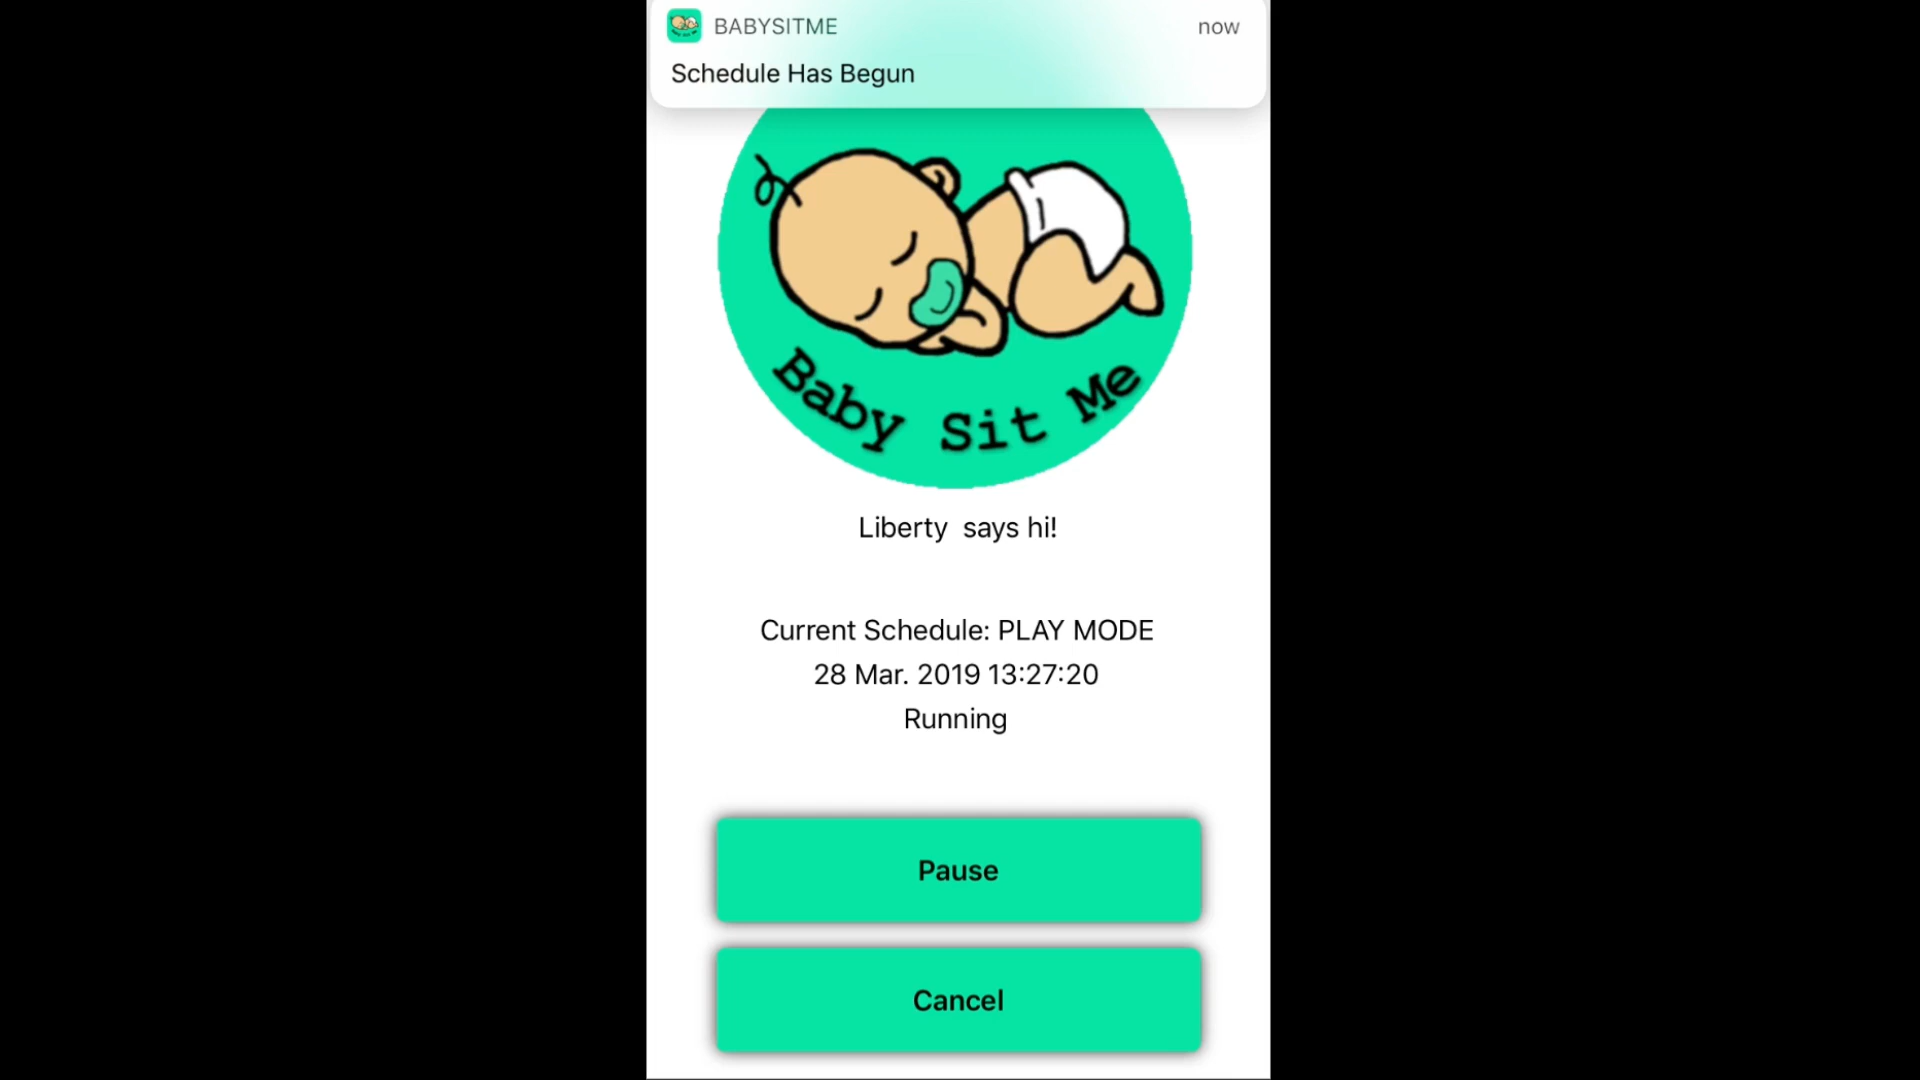 BABYSITME now
Schedule Has Begun
Baby Sit Me
Liberty says hi!
Current Schedule: PLAY MODE
28 Mar. 2019 13:27:20
Running
Pause
Cancel